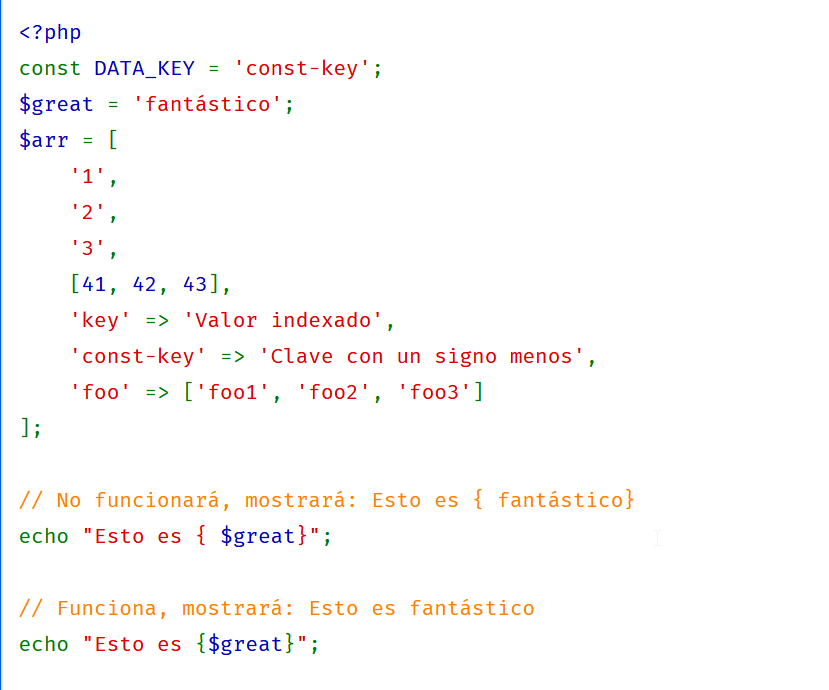 <?php
const DATA_KEY = 'const-key';
$great = 'fantástico';
$arr = [
    '1',
    '2',
    '3',
    [41, 42, 43],
    'key' => 'Valor indexado',
    'const-key' => 'Clave con un signo menos',
    'foo' => ['foo1', 'foo2', 'foo3']
];

// No funcionará, mostrará: Esto es { fantástico}
echo "Esto es { $great}";

// Funciona, mostrará: Esto es fantástico
echo "Esto es {$great}";